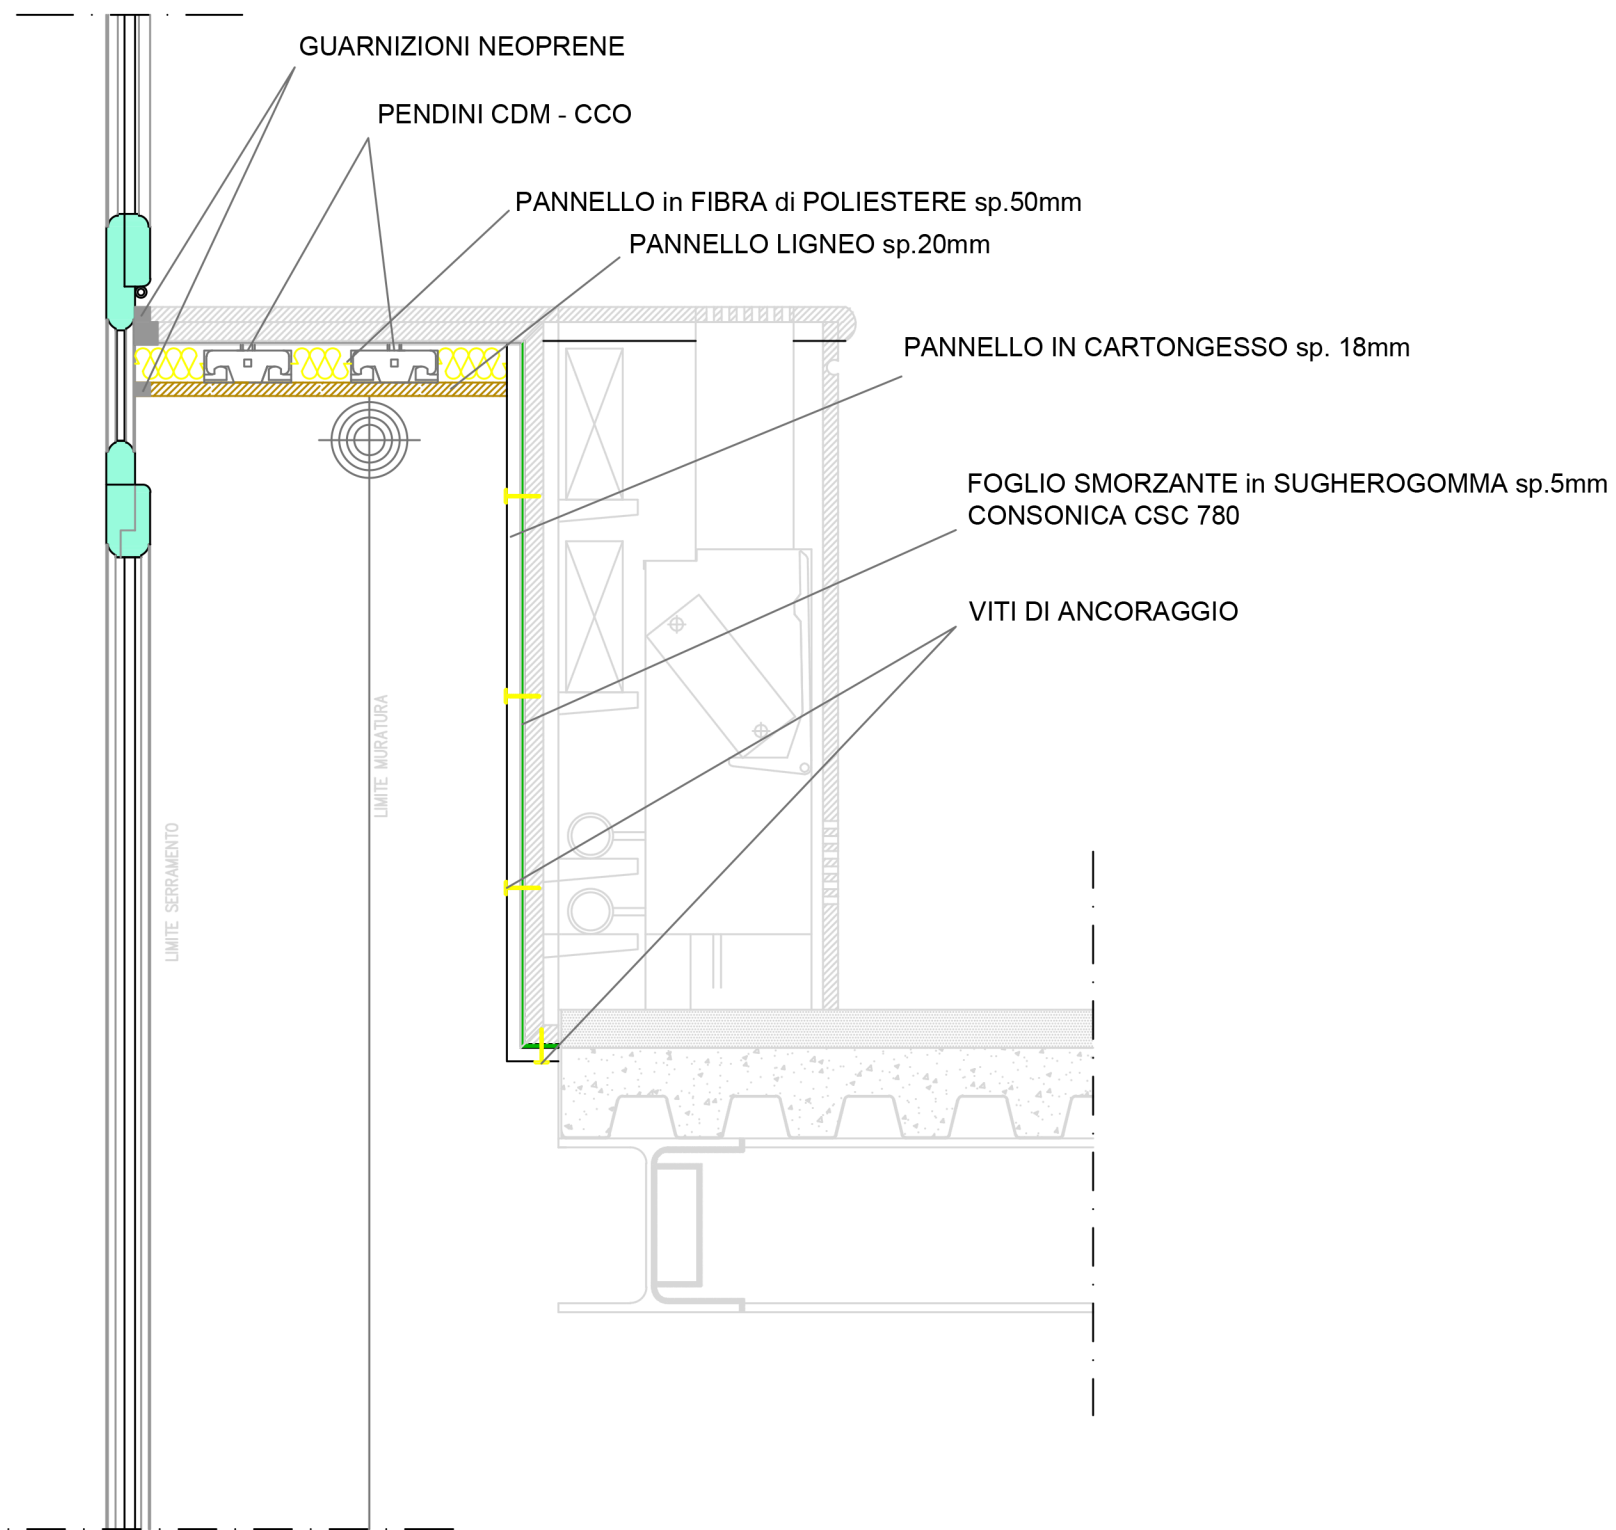 GUARNIZIONI NEOPRENE
PENDINI CDM - CCO
PANNELLO in FIBRA di POLIESTERE sp.50mm
PANNELLO LIGNEO sp.20mm
PANNELLO IN CARTONGESSO sp. 18mm
FOGLIO SMORZANTE in SUGHEROGOMMA sp.5mm
CONSONICA CSC 780
VITI DI ANCORAGGIO
LIMITE MURATURA
LIMITE SERRAMENTO